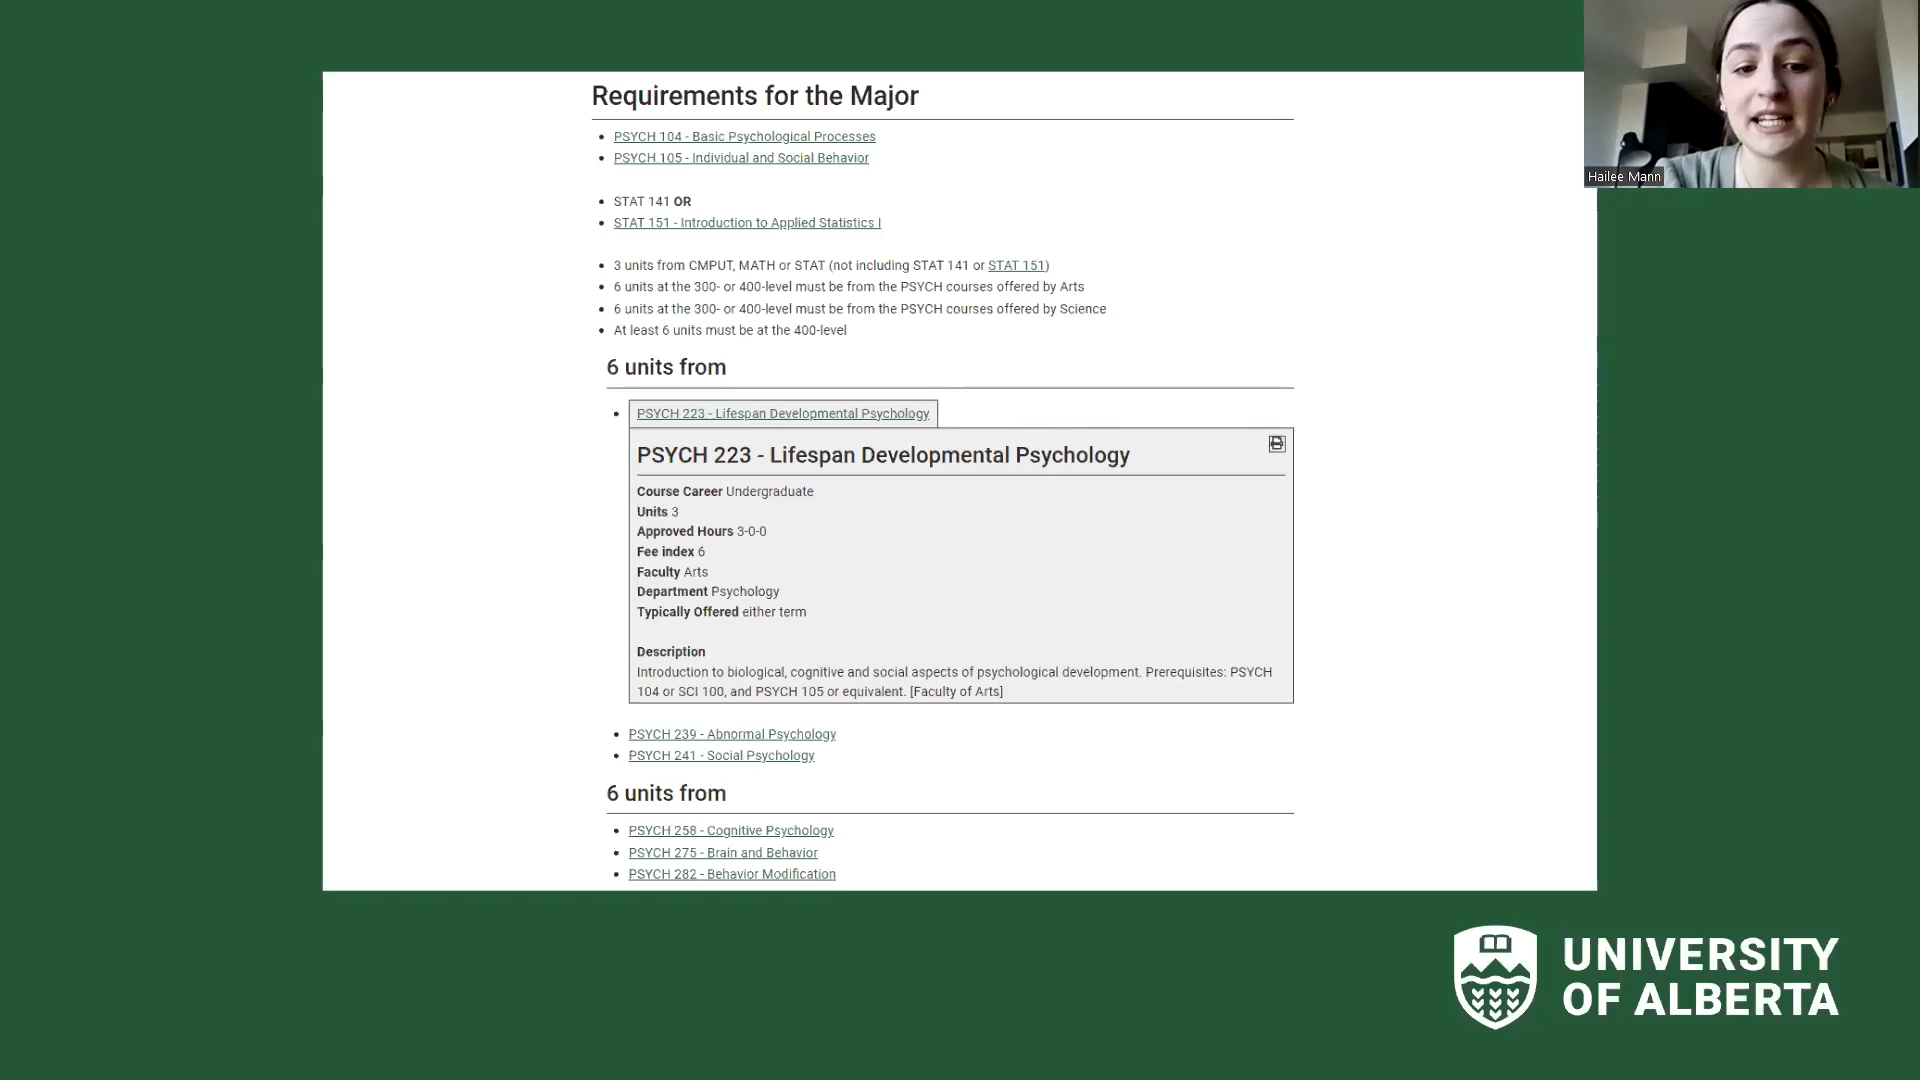 Requirements for the Major
PSYCH 104 - Basic Psychological Processes
PSYCH 105 - Individual and Social Behavior
STAT 141 OR
STAT 151 - Introduction to Applied Statistics I
3 units from CMPUT, MATH or STAT (not including STAT 141 or STAT 151)
6 units at the 300- or 400-level must be from the PSYCH courses offered by Arts
6 units at the 300- or 400-level must be from the PSYCH courses offered by Science
At least 6 units must be at the 400-level
6 units from
PSYCH 223 - Lifespan Developmental Psychology
PSYCH 223 - Lifespan Developmental Psychology
Course Career Undergraduate
Units 3
Approved Hours 3-0-0
Fee index 6
Faculty Arts
Department Psychology
Typically Offered either term
Description
Introduction to biological, cognitive and social aspects of psychological development. Prerequisites: PSYCH
104 or SCI 100, and PSYCH 105 or equivalent. [Faculty of Arts]
PSYCH 239 - Abnormal Psychology
PSYCH 241 - Social Psychology
6 units from
PSYCH 258 - Cognitive Psychology
PSYCH 275 - Brain and Behavior
PSYCH 282 - Behavior Modification
Hailee Mann
UNIVERSITY
OF ALBERTA